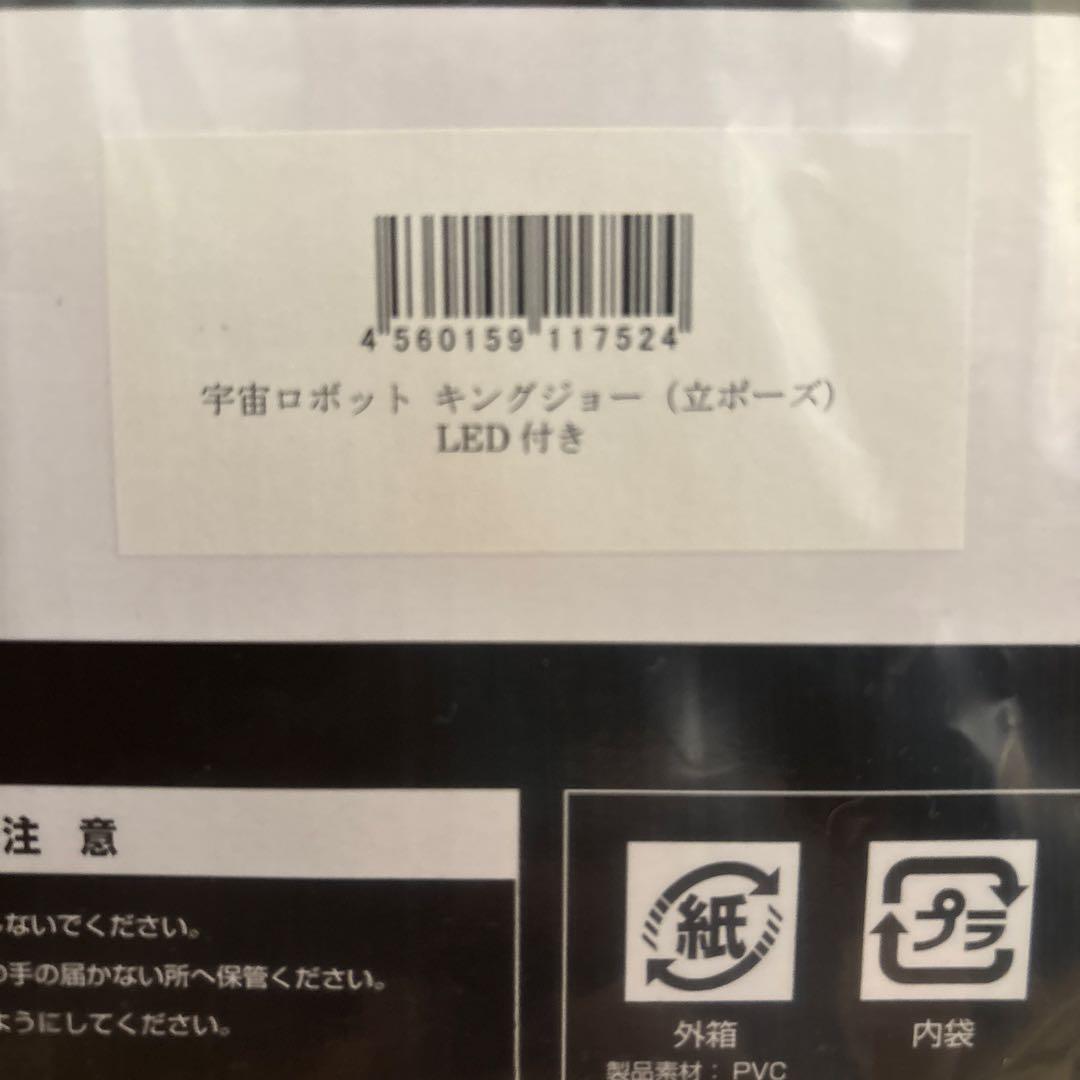 4 560159 117524
宇宙ロボット キングジョー（立ポーズ）
LED付き
注 意
ないでください。
手の届かない所へ保管ください。
ようにしてください。
紙
外箱
プラ
内袋
製品素材：PVC